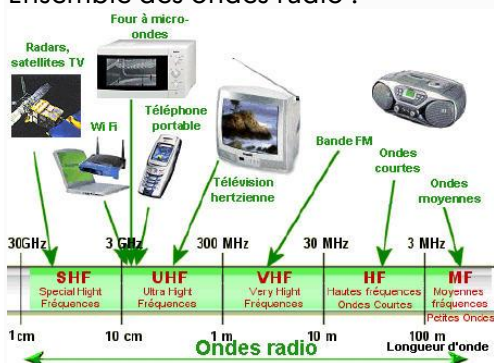 Ensemble des ondes radio :
Four à micro-
ondes
Radars,
satellites TV
Wi Fi
Téléphone
portable
Télévision
hertzienne
Bande FM
Ondes
courtes
Ondes
moyennes
30GHz 3 GHz 300 MHz 30 MHz 3 MHz
SHF UHF VHF HF MF
Special Hight Ultra Hight Very Hight Hautes fréquences Moyennes
Fréquences Fréquences Fréquences Ondes Courtes fréquences
Petites Ondes
1 cm 10 cm 1 m 10 m 100 m
Ondes radio Longueur d'onde